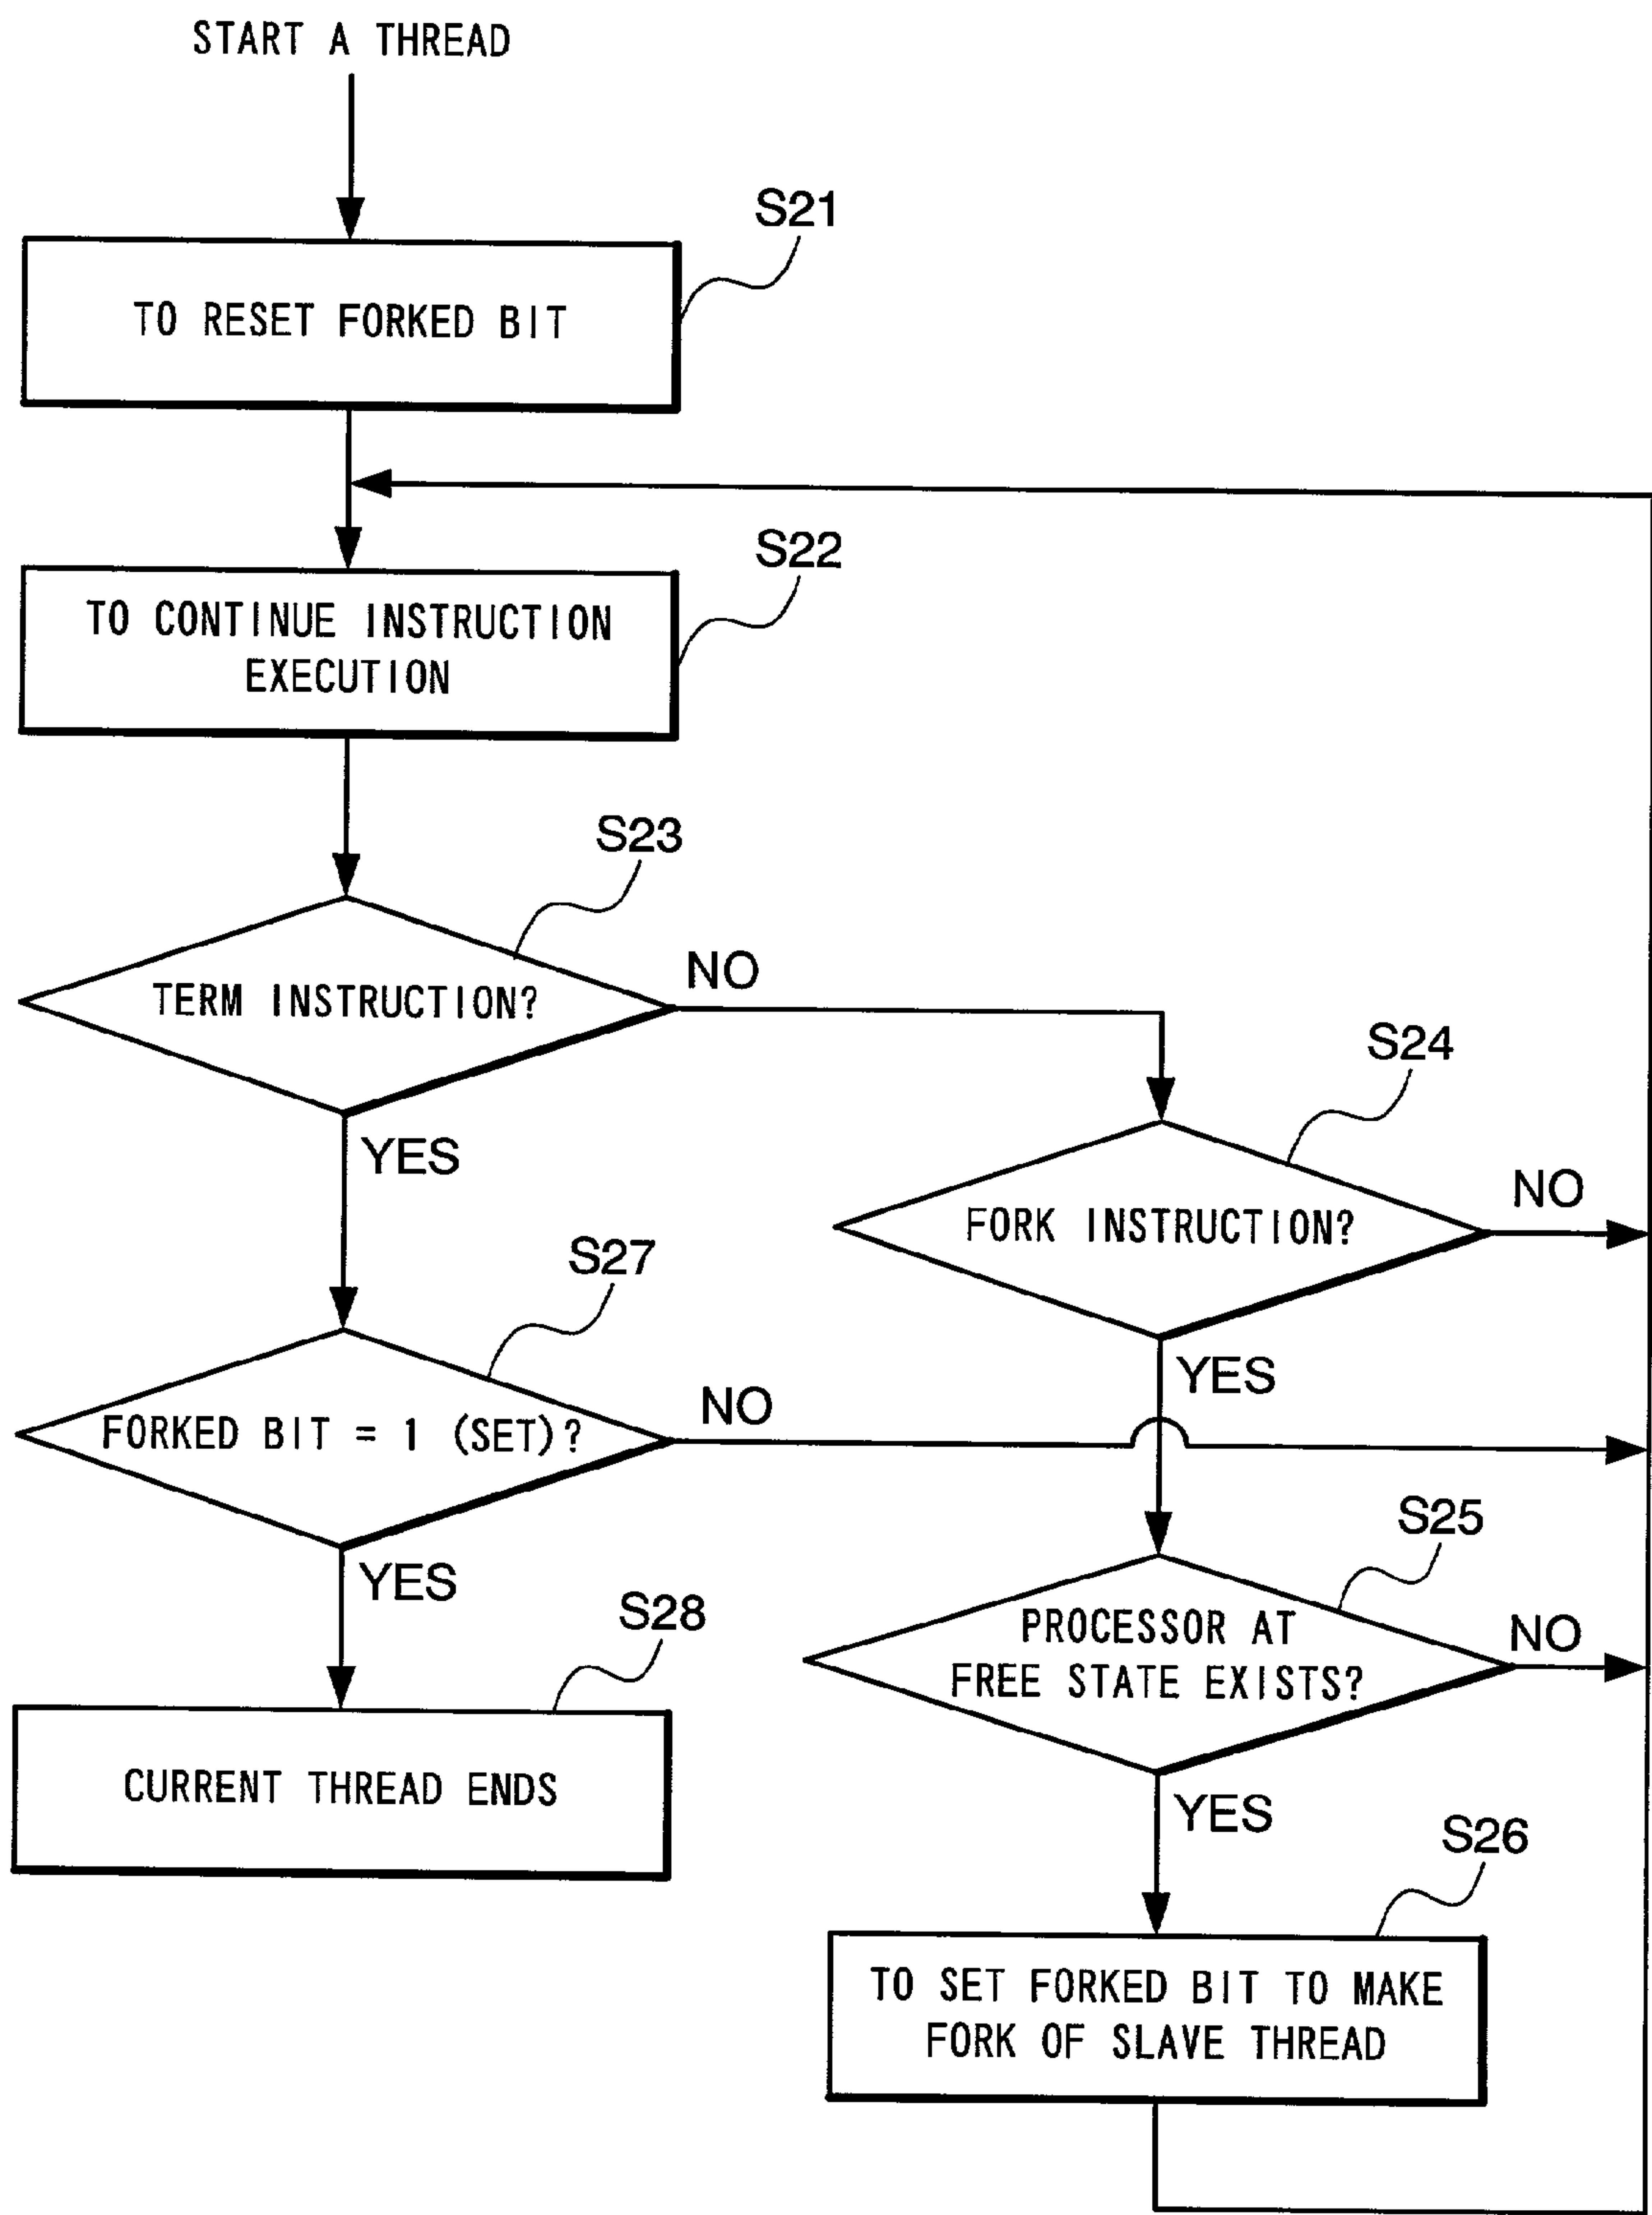 START A THREAD
S21
TO RESET FORKED BIT
S22
TO CONTINUE INSTRUCTION
EXECUTION
S23
TERM INSTRUCTION?
NO
YES
S24
FORK INSTRUCTION?
NO
YES
S27
FORKED BIT = 1 (SET)?
NO
YES
S25
PROCESSOR AT
FREE STATE EXISTS?
NO
YES
S28
CURRENT THREAD ENDS
S26
TO SET FORKED BIT TO MAKE
FORK OF SLAVE THREAD